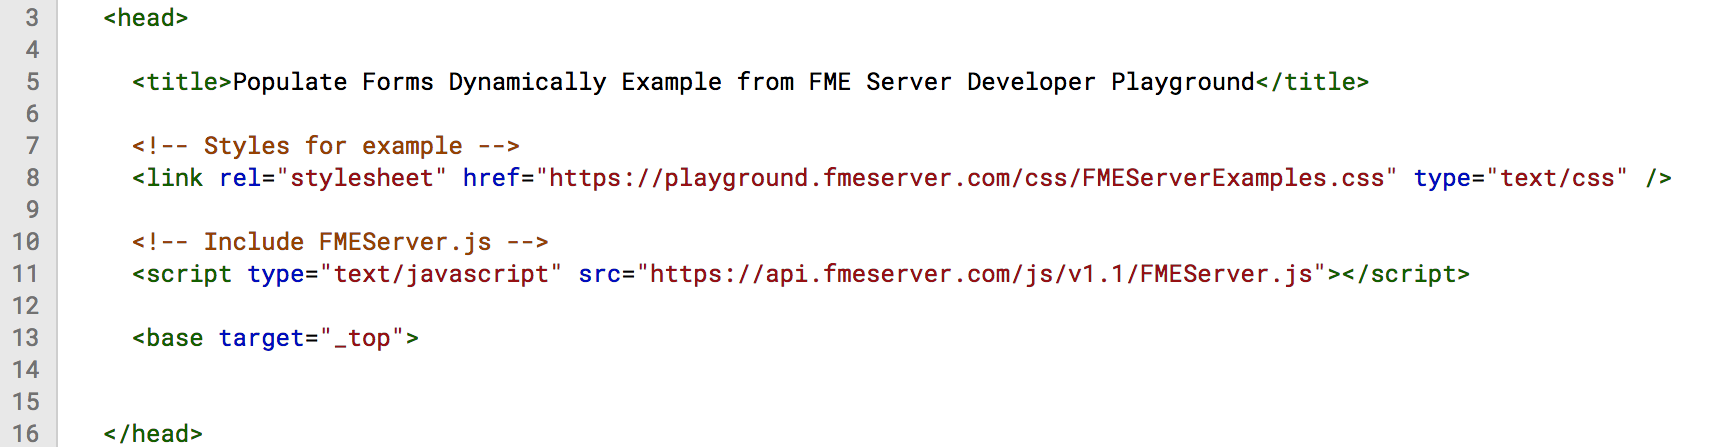 3 <head>
4
5 <title>Populate Forms Dynamically Example from FME Server Developer Playground</title>
6
7 <!-- Styles for example -->
8 <link rel="stylesheet" href="https://playground.fmeserver.com/css/FMEServerExamples.css" type="text/css" />
9
10 <!-- Include FMEServer.js -->
11 <script type="text/javascript" src="https://api.fmeserver.com/js/v1.1/FMEServer.js"></script>
12
13 <base target="_top">
14
15
16 </head>